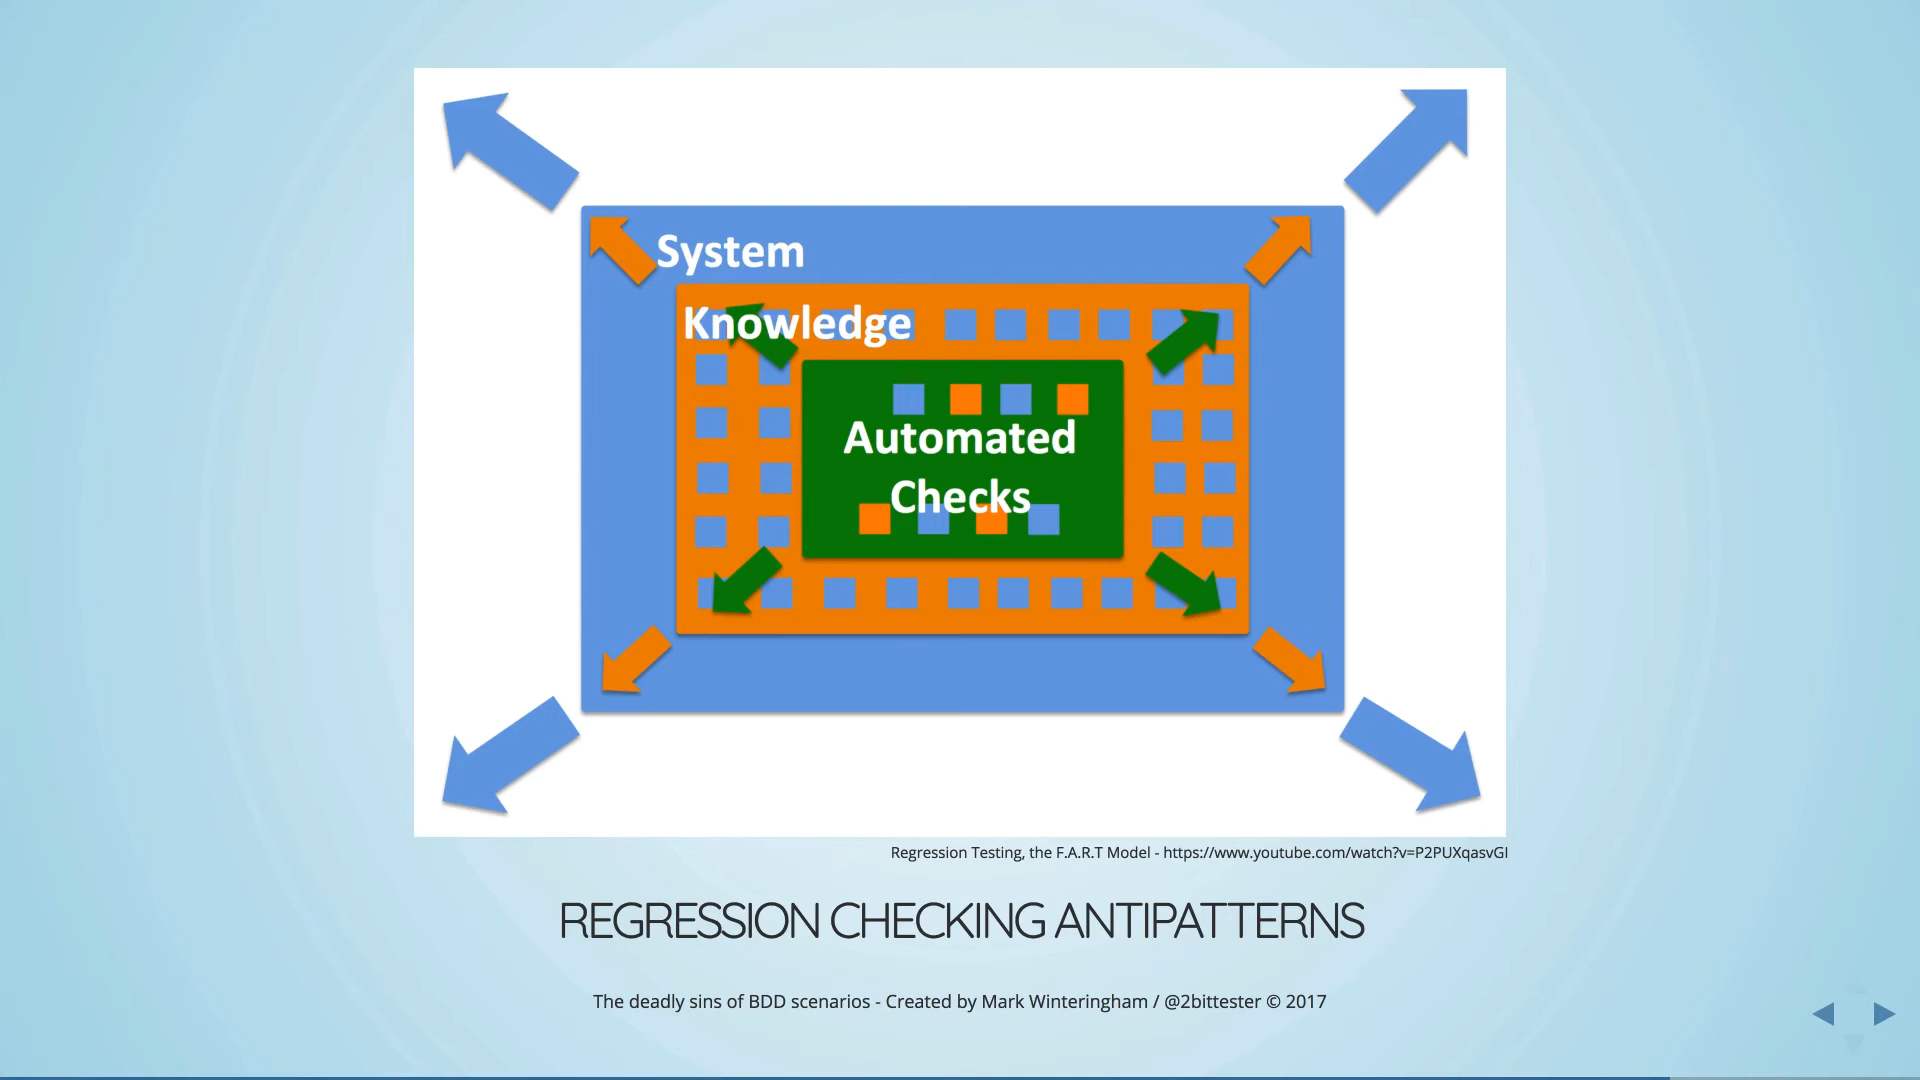 System
Knowledge
Automated
Checks
Regression Testing, the F.A.R.T Model - https://www.youtube.com/watch?v=P2PUXqasvGI
REGRESSION CHECKING ANTIPATTERNS
The deadly sins of BDD scenarios - Created by Mark Winteringham / @2bittester © 2017